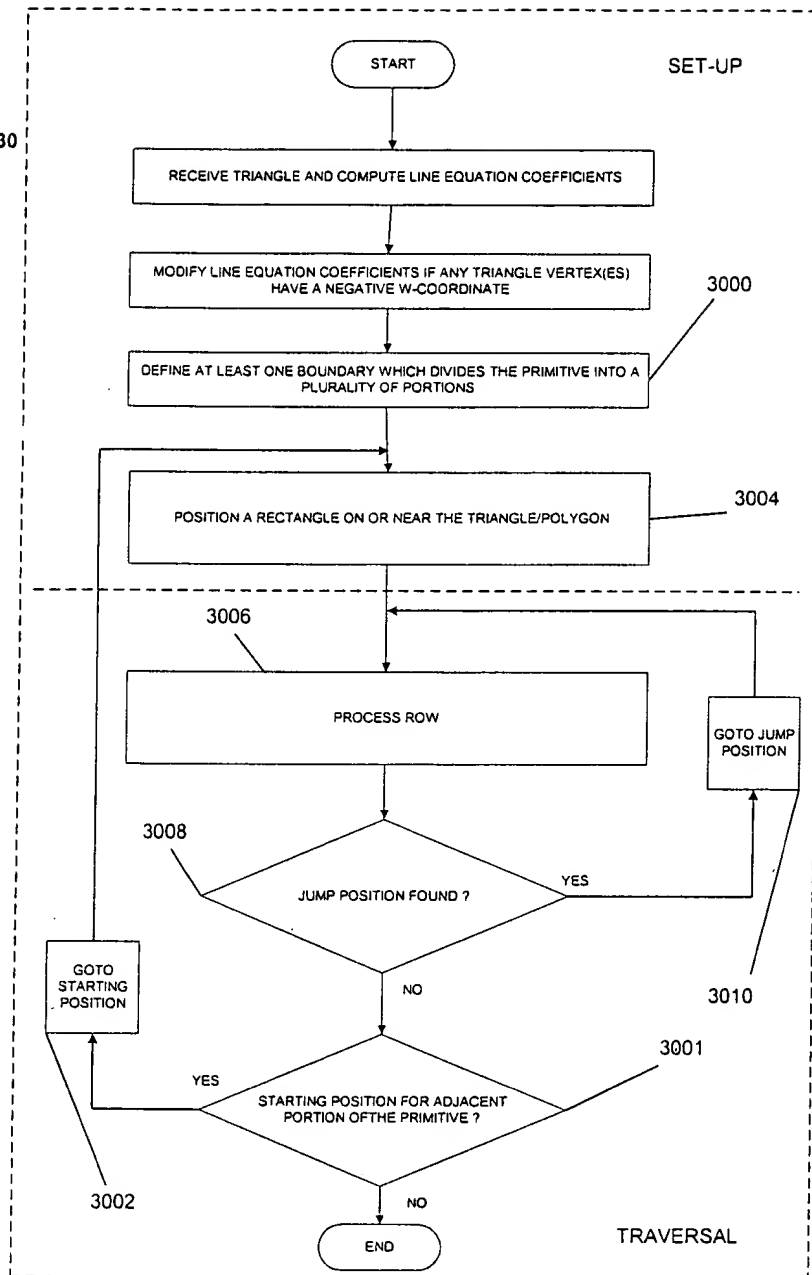 START
SET-UP
30
RECEIVE TRIANGLE AND COMPUTE LINE EQUATION COEFFICIENTS
MODIFY LINE EQUATION COEFFICIENTS IF ANY TRIANGLE VERTEX(ES)
HAVE A NEGATIVE W-COORDINATE
3000
DEFINE AT LEAST ONE BOUNDARY WHICH DIVIDES THE PRIMITIVE INTO A
PLURALITY OF PORTIONS
3004
POSITION A RECTANGLE ON OR NEAR THE TRIANGLE/POLYGON
3006
PROCESS ROW
GOTO JUMP
POSITION
3008
YES
JUMP POSITION FOUND ?
GOTO
STARTING
POSITION
3010
NO
3001
YES
STARTING POSITION FOR ADJACENT
PORTION OFTHE PRIMITIVE ?
3002
NO
END
TRAVERSAL